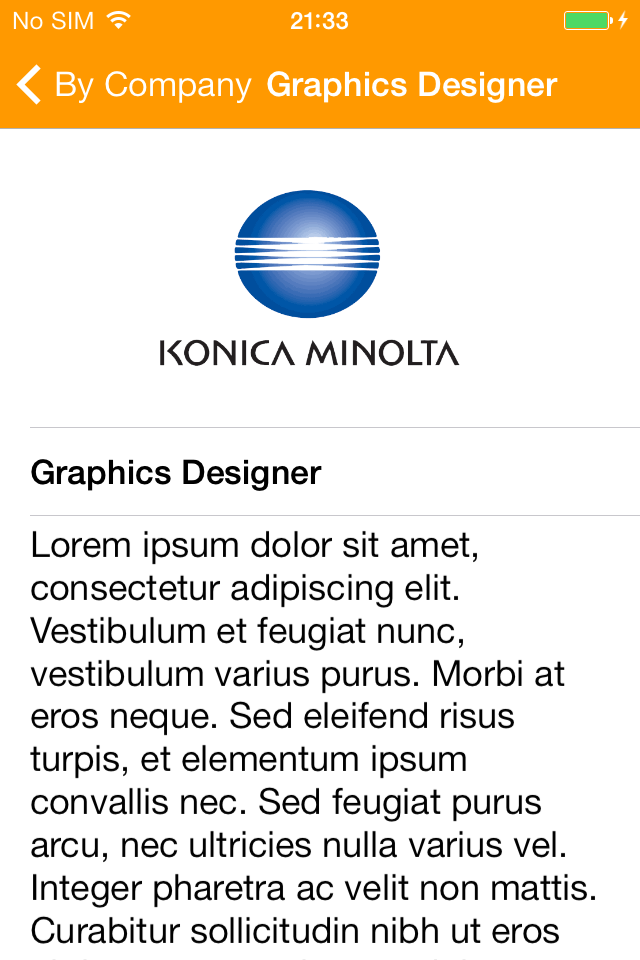 No SIM 21:33
By Company Graphics Designer
KONICA MINOLTA
Graphics Designer
Lorem ipsum dolor sit amet,
consectetur adipiscing elit.
Vestibulum et feugiat nunc,
vestibulum varius purus. Morbi at
eros neque. Sed eleifend risus
turpis, et elementum ipsum
convallis nec. Sed feugiat purus
arcu, nec ultricies nulla varius vel.
Integer pharetra ac velit non mattis.
Curabitur sollicitudin nibh ut eros